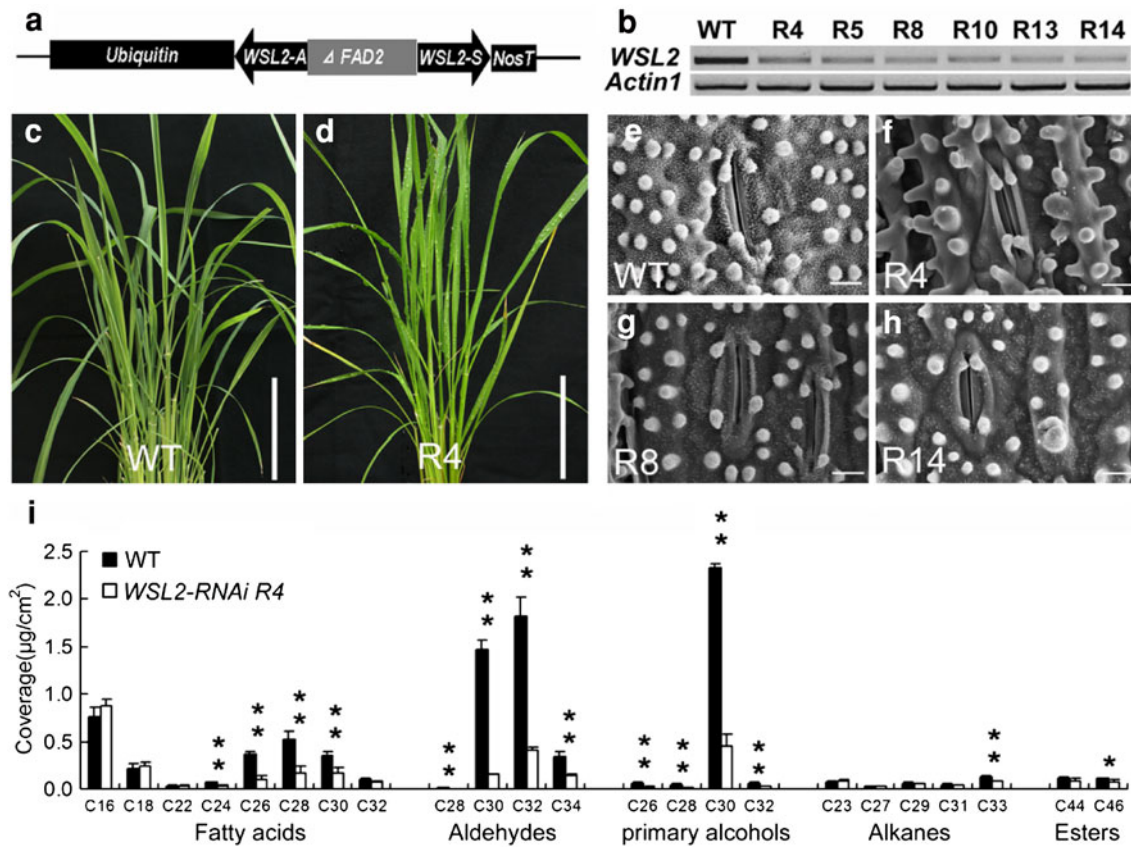 a
Ubiquitin WSL2-A Δ FAD2 WSL2-S NosT
b
WT R4 R5 R8 R10 R13 R14
WSL2
Actin1
c
WT
d
R4
e
WT
f
R4
g
R8
h
R14
i
Coverage(µg/cm²)
2.5
2.0
1.5
1.0
0.5
0.0
WT
WSL2-RNAi R4
* * * * * * * * * * * * * * * * * * * * * * * * * * * * *
C16 C18 C22 C24 C26 C28 C30 C32 C28 C30 C32 C34 C26 C28 C30 C32 C23 C27 C29 C31 C33 C44 C46
Fatty acids Aldehydes primary alcohols Alkanes Esters